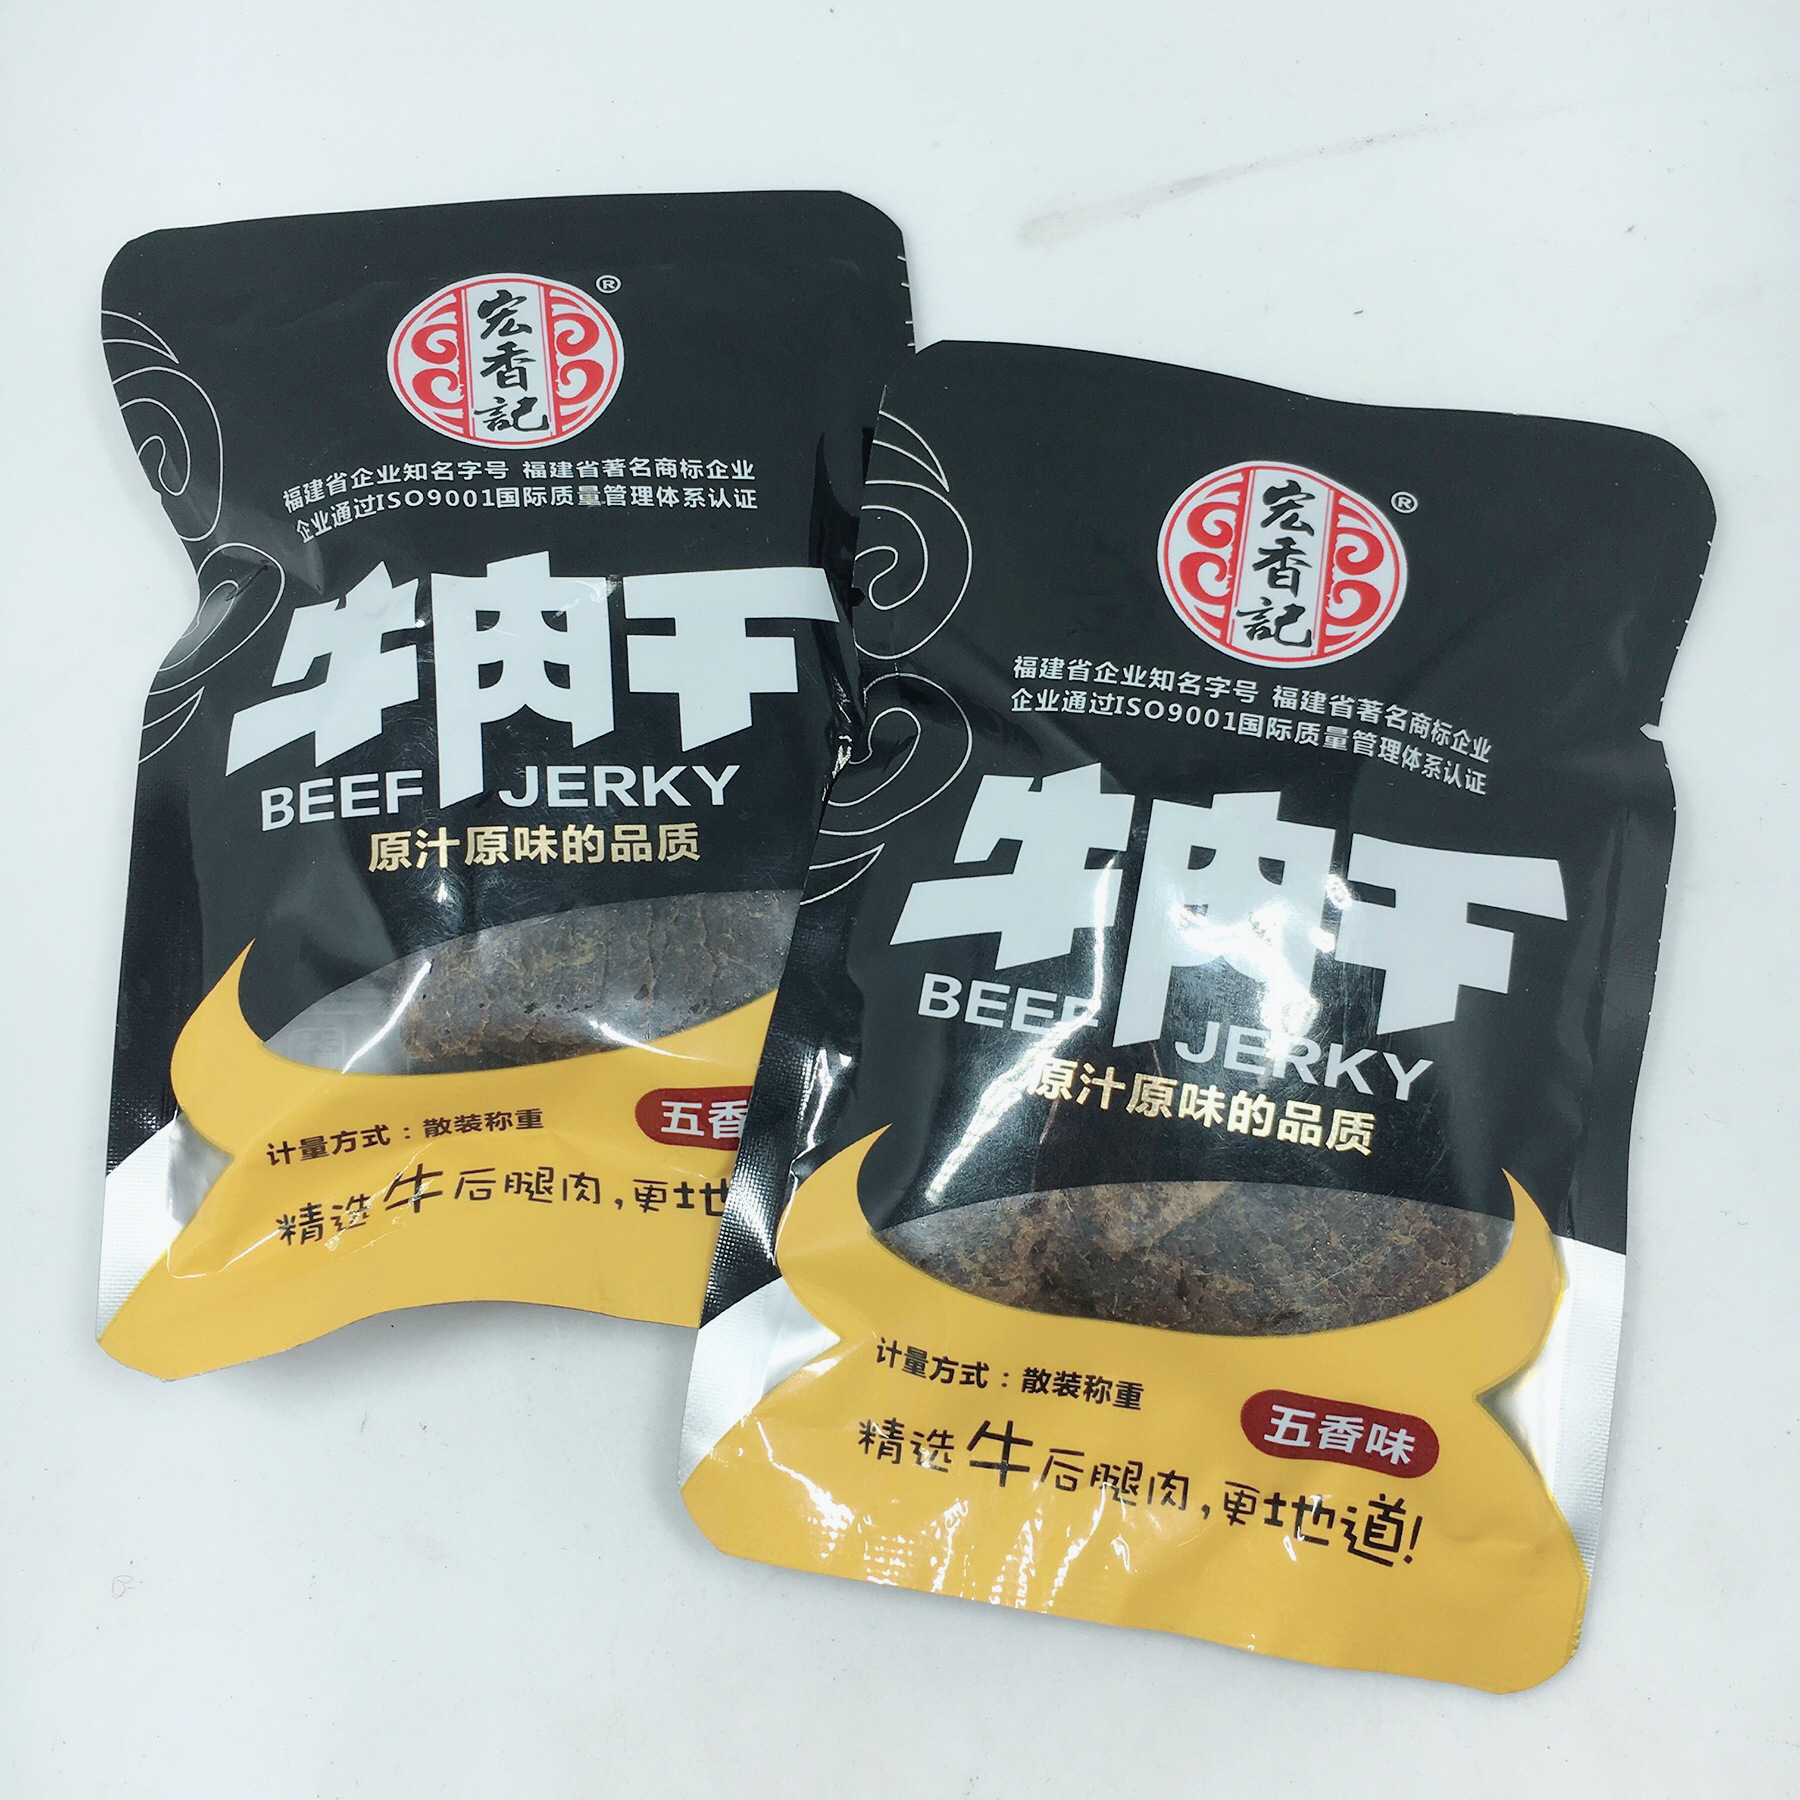 宏香記
®
福建省企业知名字号 福建省著名商标企业
企业通过ISO9001国际质量管理体系认证
牛肉干
BEEF JERKY
原汁原味的品质
计量方式：散装称重
五香
精选牛后腿肉,更地
宏香記
®
福建省企业知名字号 福建省著名商标企业
企业通过ISO9001国际质量管理体系认证
牛肉干
BEEF JERKY
原汁原味的品质
计量方式：散装称重
五香味
精选牛后腿肉,更地道!